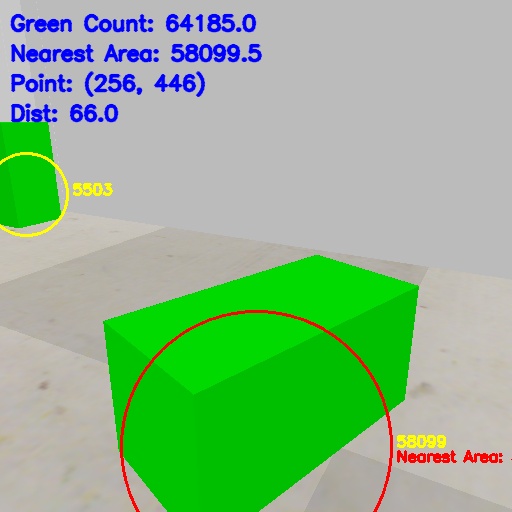 Green Count: 64185.0
Nearest Area: 58099.5
Point: (256, 446)
Dist: 66.0
5503
58099
Nearest Area: